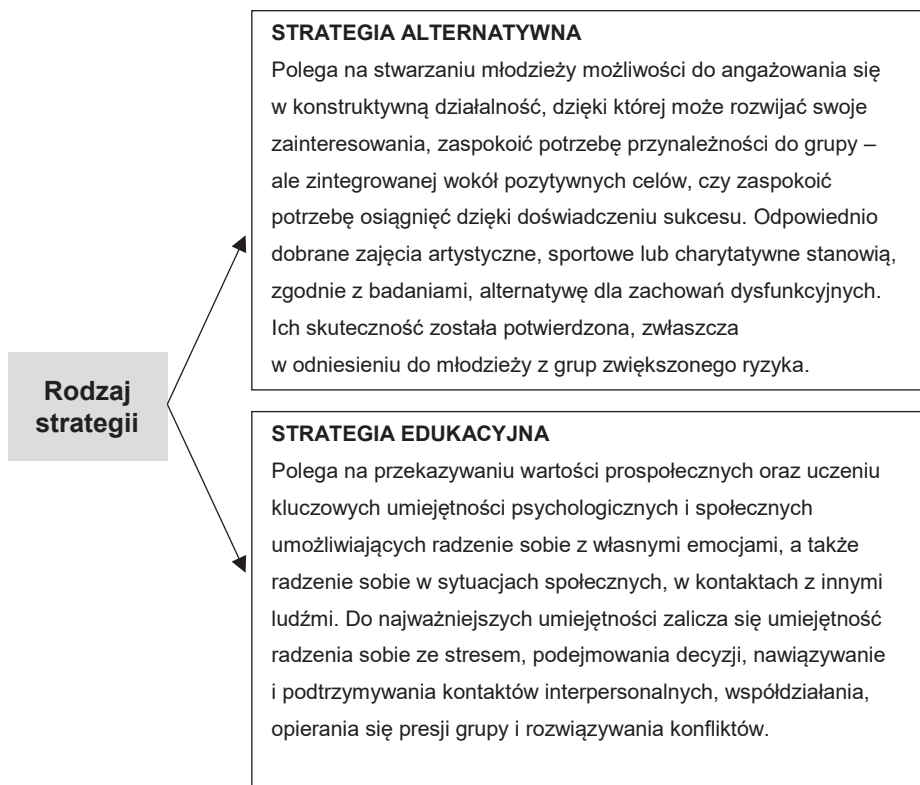 STRATEGIA ALTERNATYWNA
Polega na stwarzaniu młodzieży możliwości do angażowania się
w konstruktywną działalność, dzięki której może rozwijać swoje
zainteresowania, zaspokoić potrzebę przynależności do grupy –
ale zintegrowanej wokół pozytywnych celów, czy zaspokoić
potrzebę osiągnięć dzięki doświadczeniu sukcesu. Odpowiednio
dobrane zajęcia artystyczne, sportowe lub charytatywne stanowią,
zgodnie z badaniami, alternatywę dla zachowań dysfunkcyjnych.
Ich skuteczność została potwierdzona, zwłaszcza
w odniesieniu do młodzieży z grup zwiększonego ryzyka.
Rodzaj
strategii
STRATEGIA EDUKACYJNA
Polega na przekazywaniu wartości prospołecznych oraz uczeniu
kluczowych umiejętności psychologicznych i społecznych
umożliwiających radzenie sobie z własnymi emocjami, a także
radzenie sobie w sytuacjach społecznych, w kontaktach z innymi
ludźmi. Do najważniejszych umiejętności zalicza się umiejętność
radzenia sobie ze stresem, podejmowania decyzji, nawiązywanie
i podtrzymywania kontaktów interpersonalnych, współdziałania,
opierania się presji grupy i rozwiązywania konfliktów.